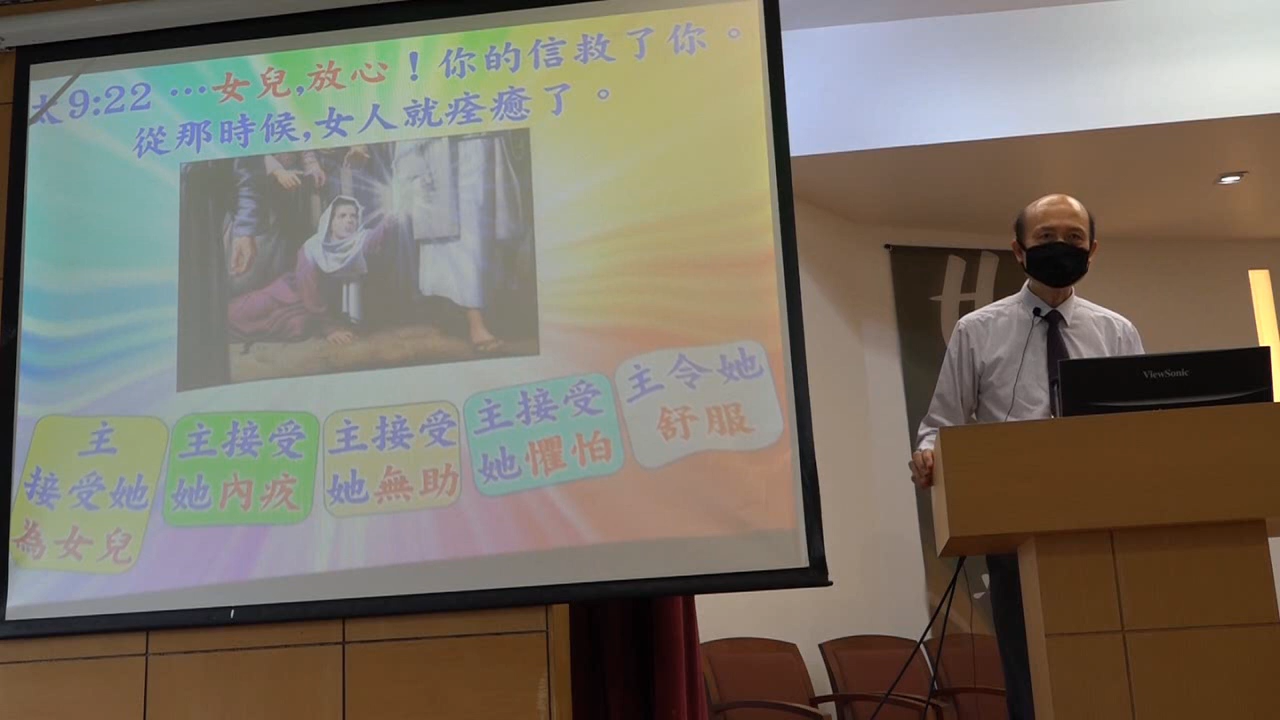 太 9:22 …女兒,放心！你的信救了你。
從那時候,女人就痊癒了。
主
接受她
為女兒
主接受
她內疚
主接受
她無助
主接受
她懼怕
主令她
舒服
H
ViewSonic